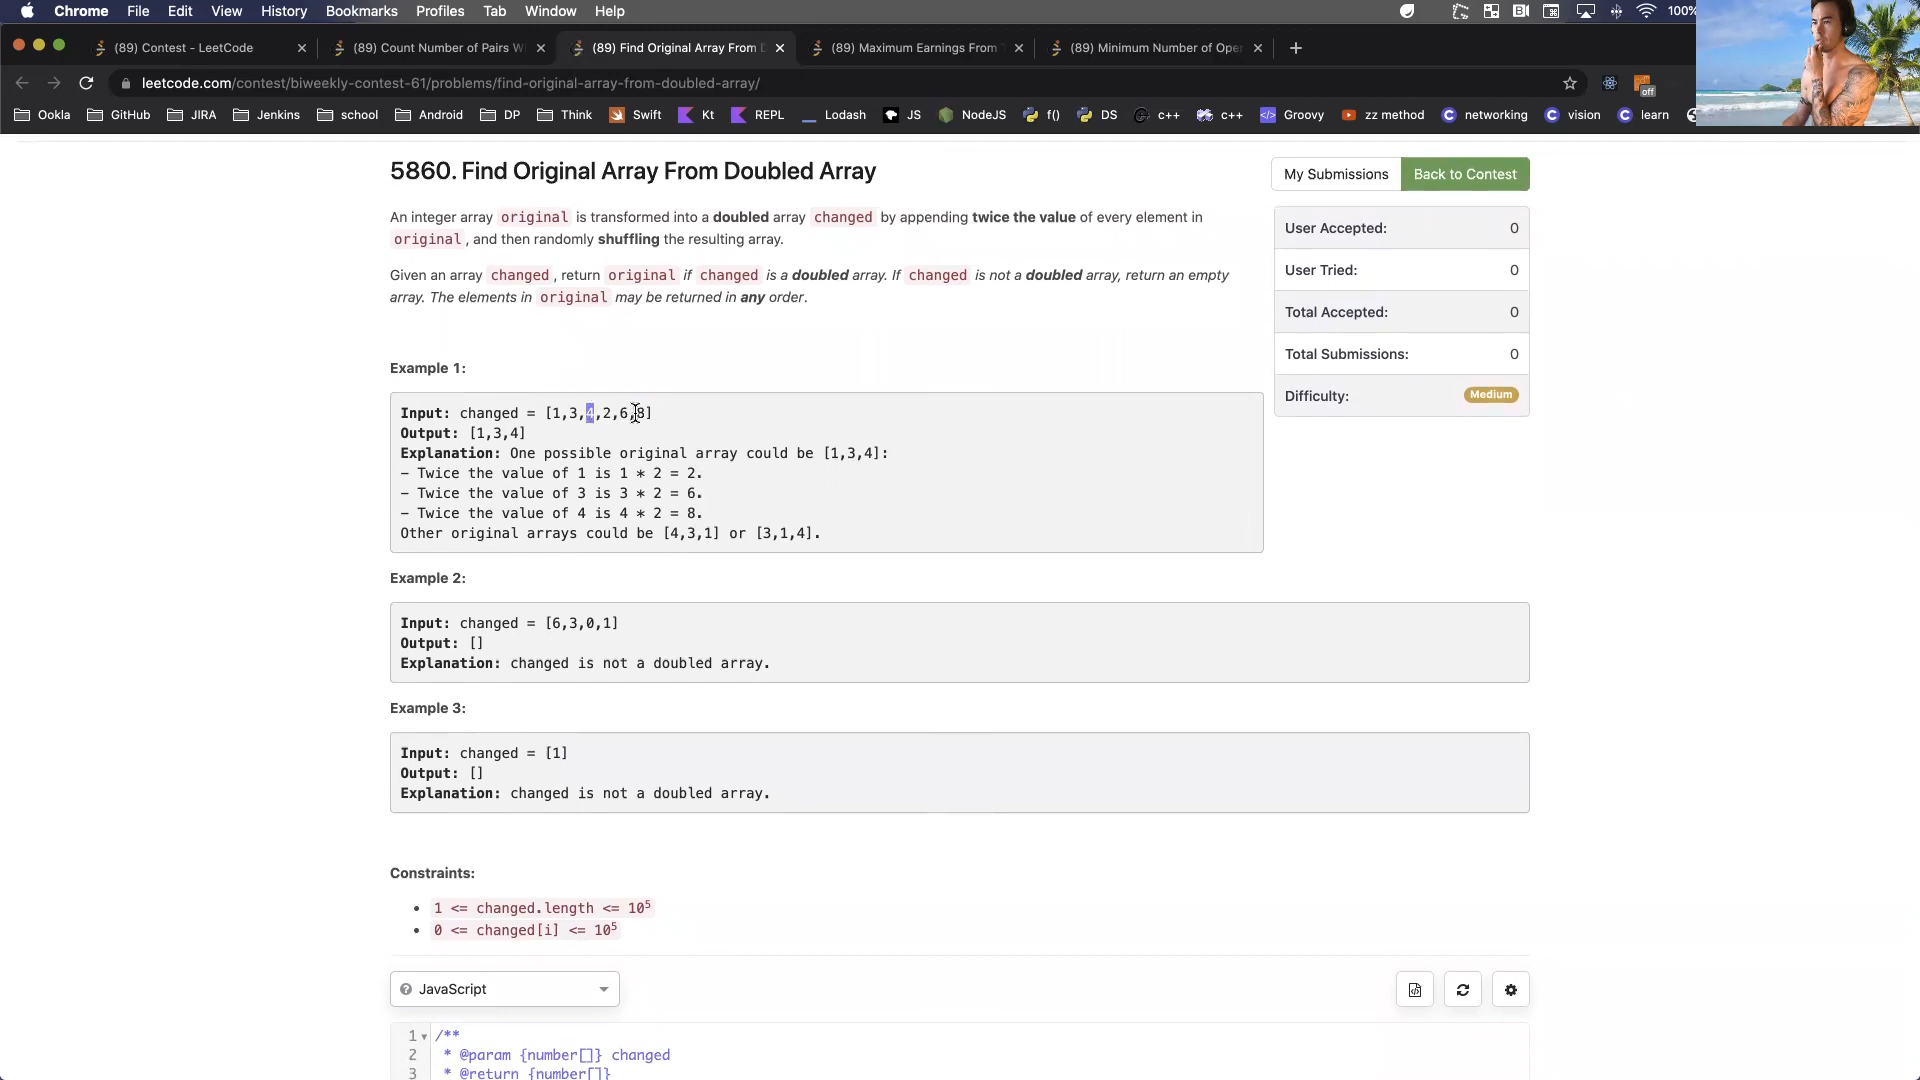 Chrome File Edit View History Bookmarks Profiles Tab Window Help 100%
(89) Contest - LeetCode (89) Count Number of Pairs W (89) Find Original Array From D (89) Maximum Earnings From T (89) Minimum Number of Oper
leetcode.com/contest/biweekly-contest-61/problems/find-original-array-from-doubled-array/ off
Ookla GitHub JIRA Jenkins school Android DP Think Swift Kt REPL Lodash JS NodeJS f() DS c++ c++ Groovy zz method networking vision learn
5860. Find Original Array From Doubled Array
My Submissions Back to Contest
An integer array original is transformed into a doubled array changed by appending twice the value of every element in
original , and then randomly shuffling the resulting array.
Given an array changed , return original if changed is a doubled array. If changed is not a doubled array, return an empty
array. The elements in original may be returned in any order.
User Accepted: 0
User Tried: 0
Total Accepted: 0
Total Submissions: 0
Difficulty: Medium
Example 1:
Input: changed = [1,3,4,2,6,8]
Output: [1,3,4]
Explanation: One possible original array could be [1,3,4]:
- Twice the value of 1 is 1 * 2 = 2.
- Twice the value of 3 is 3 * 2 = 6.
- Twice the value of 4 is 4 * 2 = 8.
Other original arrays could be [4,3,1] or [3,1,4].
Example 2:
Input: changed = [6,3,0,1]
Output: []
Explanation: changed is not a doubled array.
Example 3:
Input: changed = [1]
Output: []
Explanation: changed is not a doubled array.
Constraints:
• 1 <= changed.length <= 10⁵
• 0 <= changed[i] <= 10⁵
JavaScript
1 /**
2 * @param {number[]} changed
3 * @return {number[]}